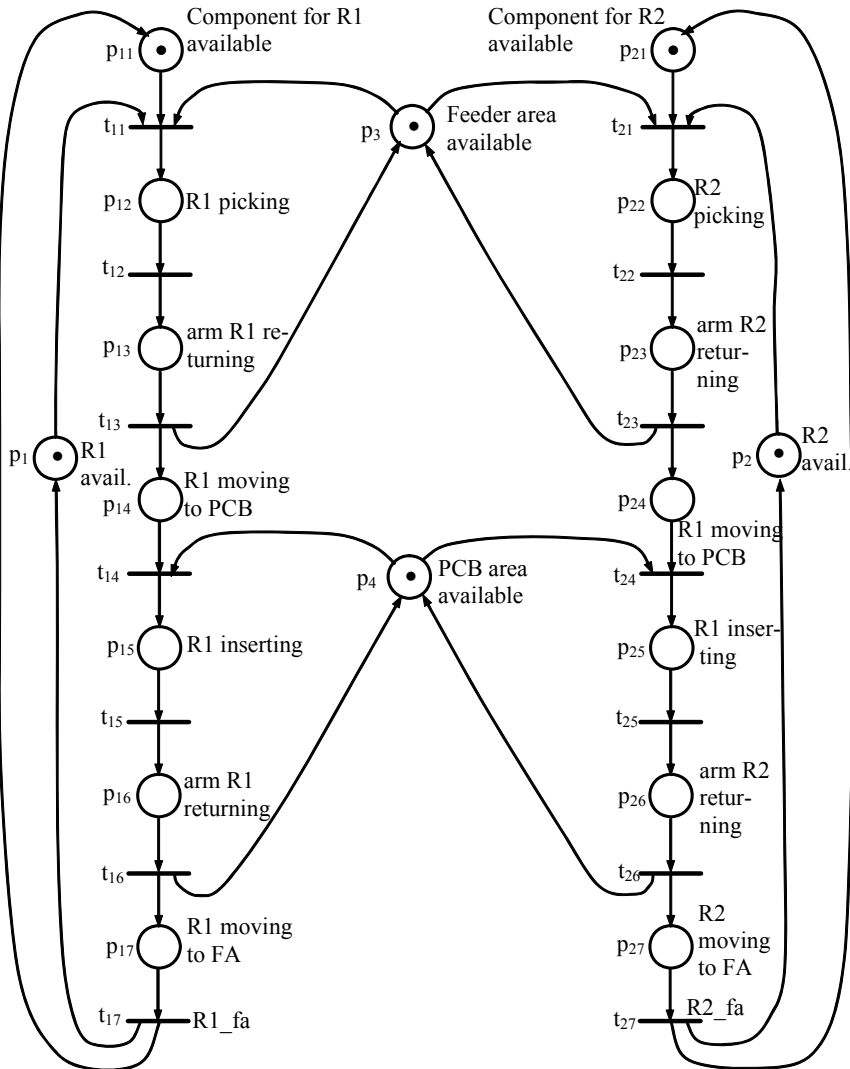 Component for R1
available
p11
Component for R2
available
p21
t11
p3
Feeder area
available
t21
p12
R1 picking
p22
R2
picking
t12
t22
p13
arm R1 re-
turning
p23
arm R2
retur-
ning
t13
t23
p1
R1
avail.
p2
R2
avail.
p14
R1 moving
to PCB
p24
R1 moving
to PCB
t14
p4
PCB area
available
t24
p15
R1 inserting
p25
R1 inser-
ting
t15
t25
p16
arm R1
returning
p26
arm R2
retur-
ning
t16
t26
p17
R1 moving
to FA
p27
R2
moving
to FA
t17
R1_fa
t27
R2_fa